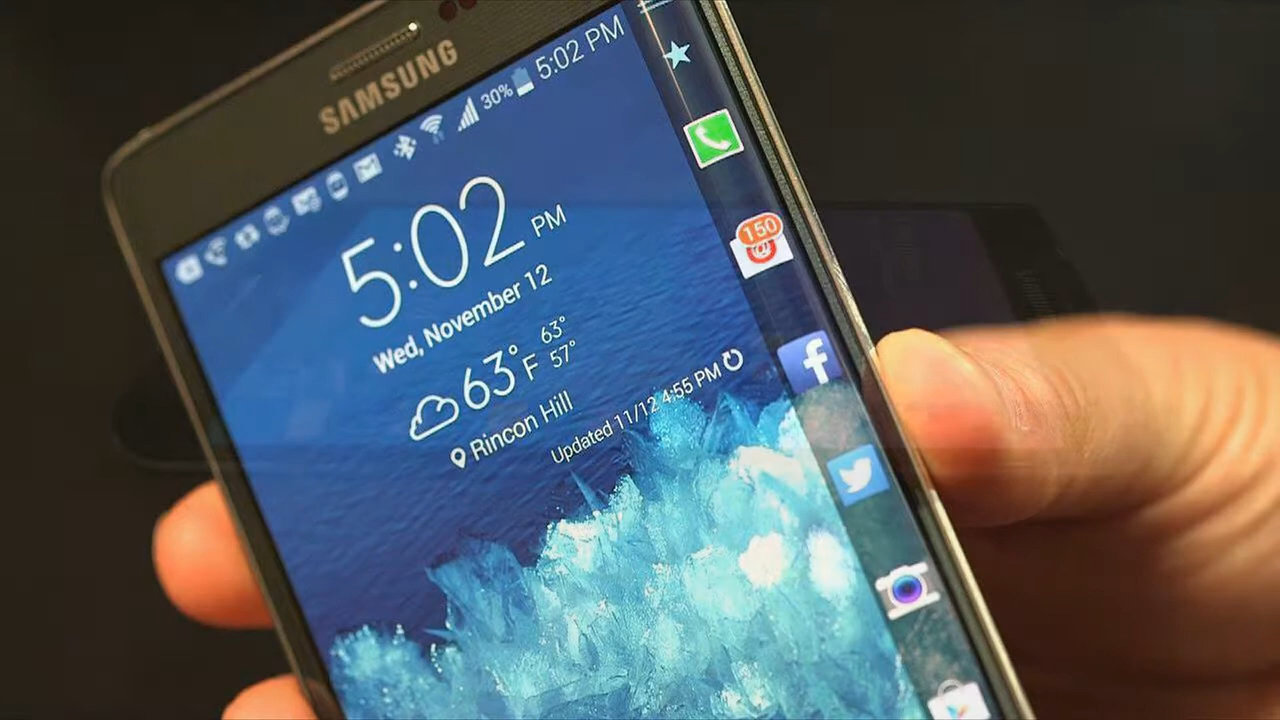 SAMSUNG
30% 5:02 PM
5:02 PM
Wed, November 12
63° F 63° 57°
Rincon Hill
Updated 11/12 4:55 PM
150
@
f